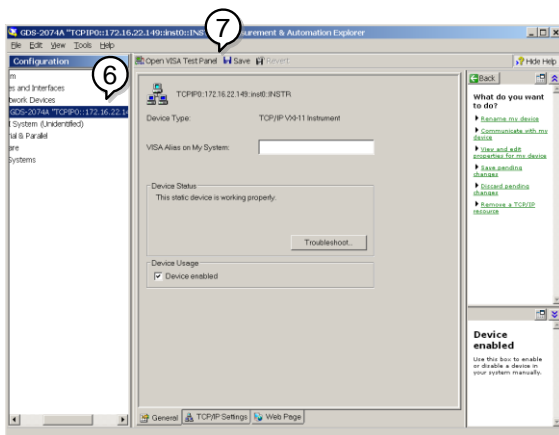 GDS-2074A "TCPIP0::172.16.22.149::inst0::INSTR" Measurement & Automation Explorer
File Edit View Tools Help
7
Configuration
Open VISA Test Panel Save Revert
Hide Help
6
m
es and Interfaces
twork Devices
GDS-2074A "TCPIP0::172.16.22.14
l System (Unidentified)
rial & Parallel
are
Systems
TCPIP0::172.16.22.149::inst0::INSTR
Device Type: TCP/IP VXI-11 Instrument
VISA Alias on My System:
Device Status
This static device is working properly.
Troubleshoot...
Device Usage
Device enabled
General TCP/IP Settings Web Page
Back
What do you want to do?
Rename my device
Communicate with my device
View and edit properties for my device
Save pending changes
Discard pending changes
Remove a TCP/IP resource
Device enabled
Use this box to enable or disable a device in your system manually.